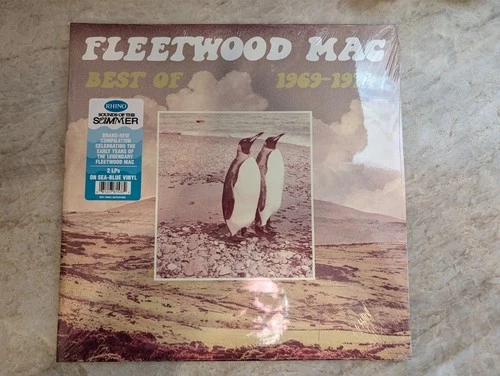 FLEETWOOD MAC
BEST OF 1969-19
RHINO
SOUNDS OF THE
SUMMER
BRAND-NEW
COMPILATION
CELEBRATING THE
EARLY YEARS OF
THE LEGENDARY
FLEETWOOD MAC
2 LPs
ON SEA-BLUE VINYL